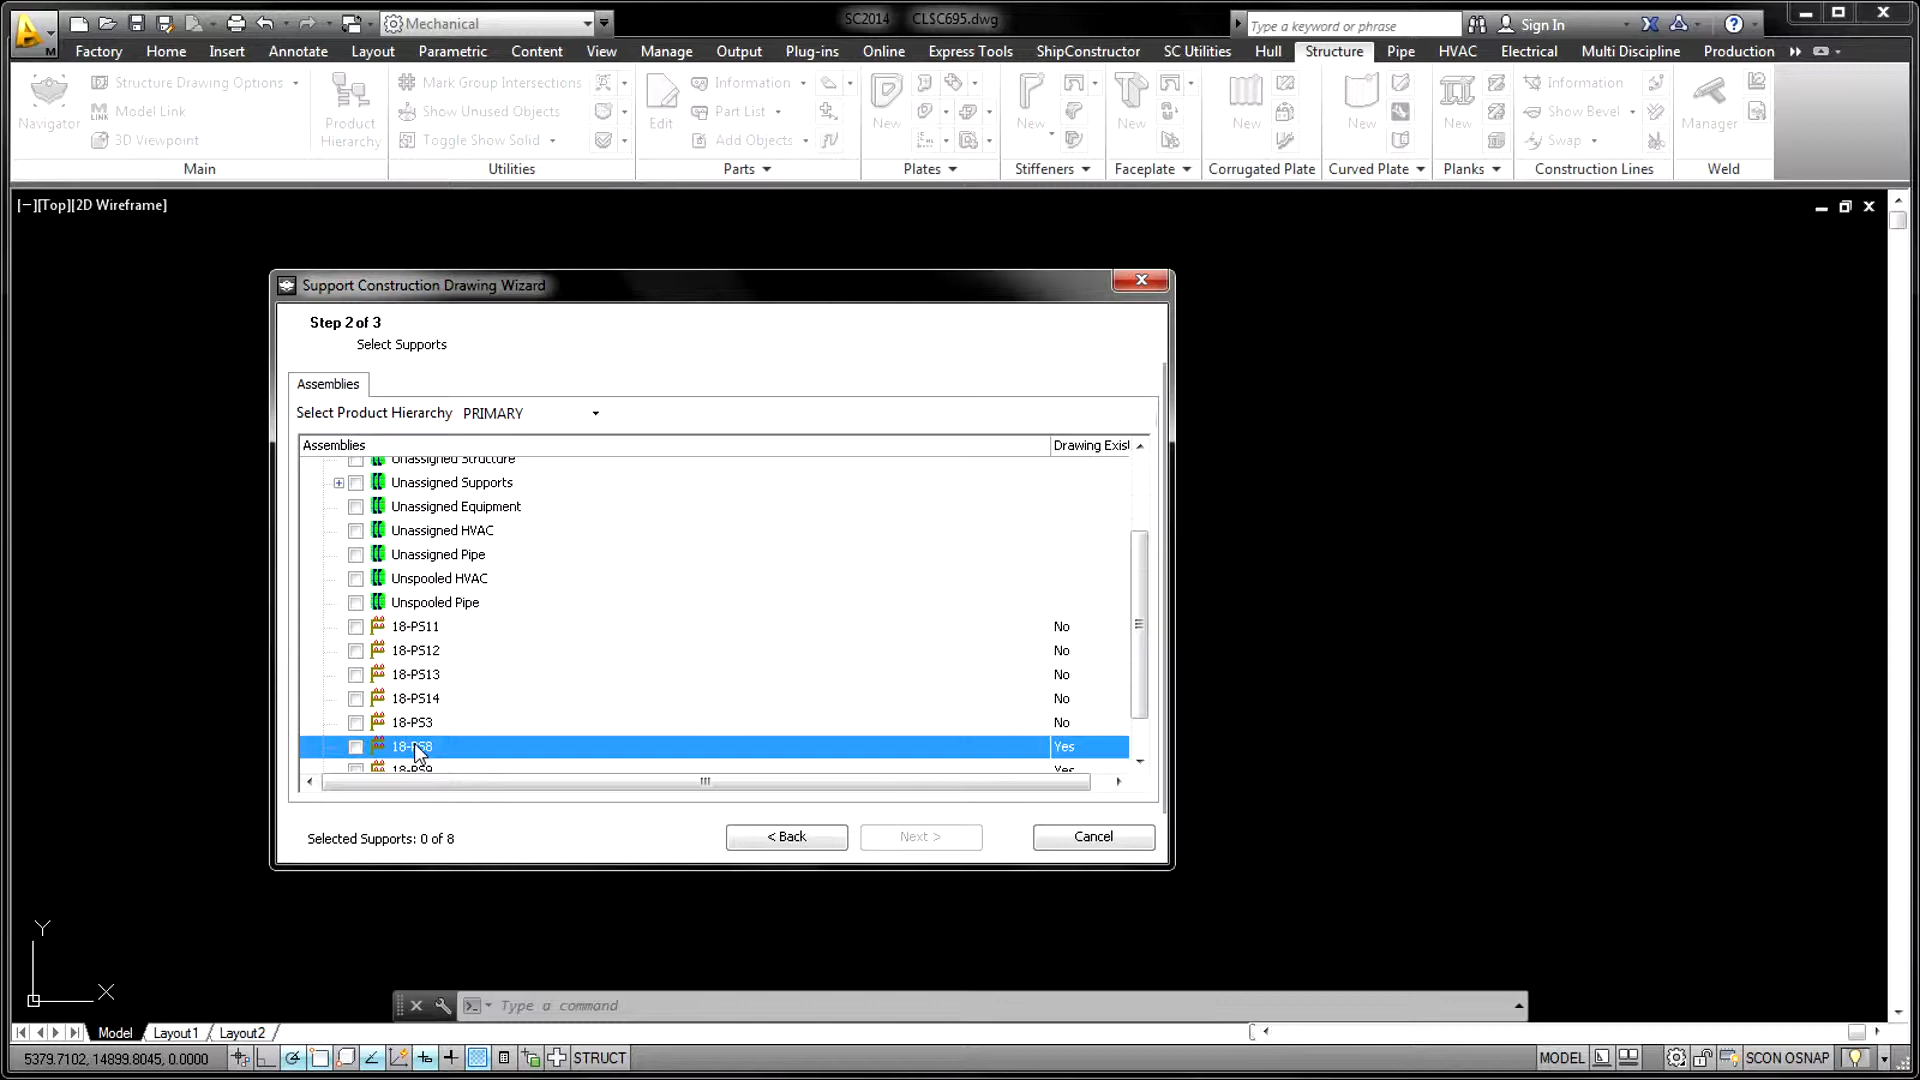 Mechanical
SC2014 CLSC695.dwg
Type a keyword or phrase
Sign In
Factory Home Insert Annotate Layout Parametric Content View Manage Output Plug-ins Online Express Tools ShipConstructor SC Utilities Hull Structure Pipe HVAC Electrical Multi Discipline Production
Navigator
Structure Drawing Options
Model Link
3D Viewpoint
Product Hierarchy
Mark Group Intersections
Show Unused Objects
Toggle Show Solid
Edit
Information
Part List
Add Objects
New
New
New
New
New
New
Information
Show Bevel
Swap
Manager
Main Utilities Parts Plates Stiffeners Faceplate Corrugated Plate Curved Plate Planks Construction Lines Weld
[−][Top][2D Wireframe]
Support Construction Drawing Wizard
Step 2 of 3
Select Supports
Assemblies
Select Product Hierarchy PRIMARY
Assemblies Drawing Exist
Unassigned Structure
Unassigned Supports
Unassigned Equipment
Unassigned HVAC
Unassigned Pipe
Unspooled HVAC
Unspooled Pipe
18-PS11 No
18-PS12 No
18-PS13 No
18-PS14 No
18-PS3 No
18-PS8 Yes
18-PS9 Yes
Selected Supports: 0 of 8
< Back
Next >
Cancel
Y
X
Type a command
Model Layout1 Layout2
5379.7102, 14899.8045, 0.0000
STRUCT
MODEL
SCON OSNAP